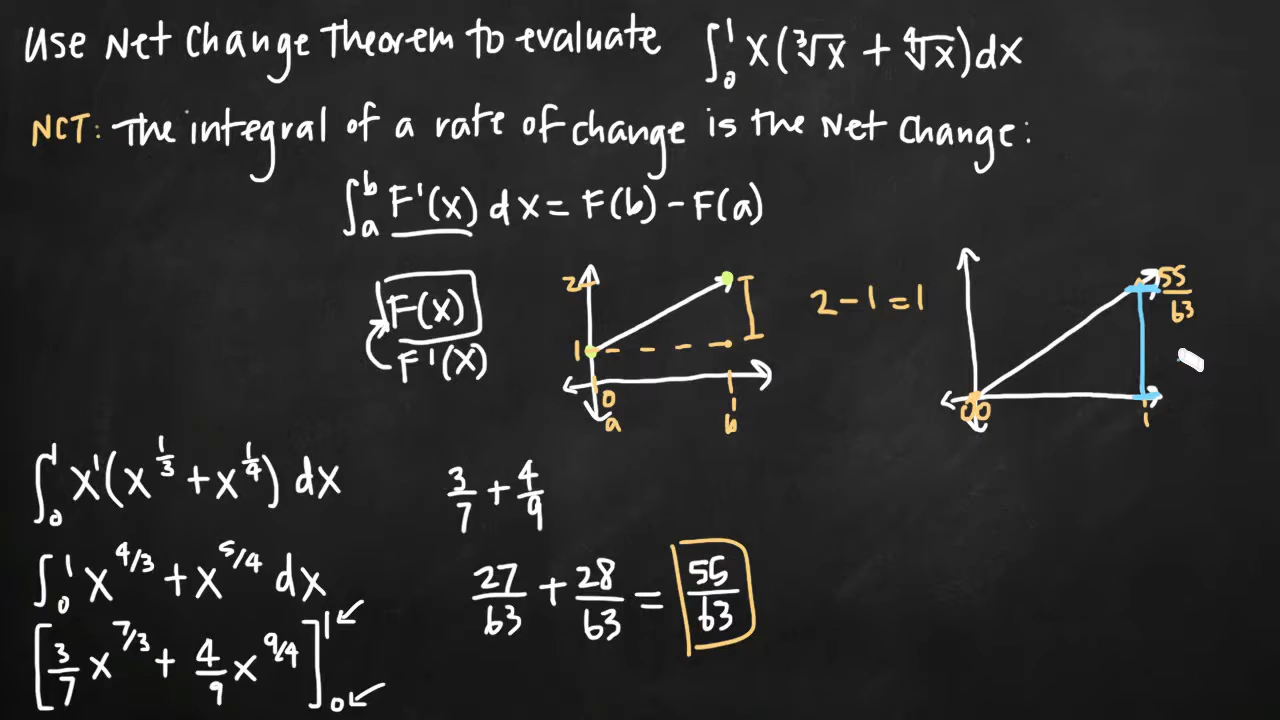 Use Net Change Theorem to evaluate ∫₀¹ x(∛x + ∜x)dx
NCT: The integral of a rate of change is the Net Change:
∫ₐᵇ F'(x) dx = F(b) - F(a)
F(x)
F'(x)
2
1
0
a
1
b
2 - 1 = 1
55/63
0 0
1
∫₀¹ x¹(x^(1/3) + x^(1/4)) dx
∫₀¹ x^(4/3) + x^(5/4) dx
[3/7 x^(7/3) + 4/9 x^(9/4)]₀¹
3/7 + 4/9
27/63 + 28/63 = 55/63